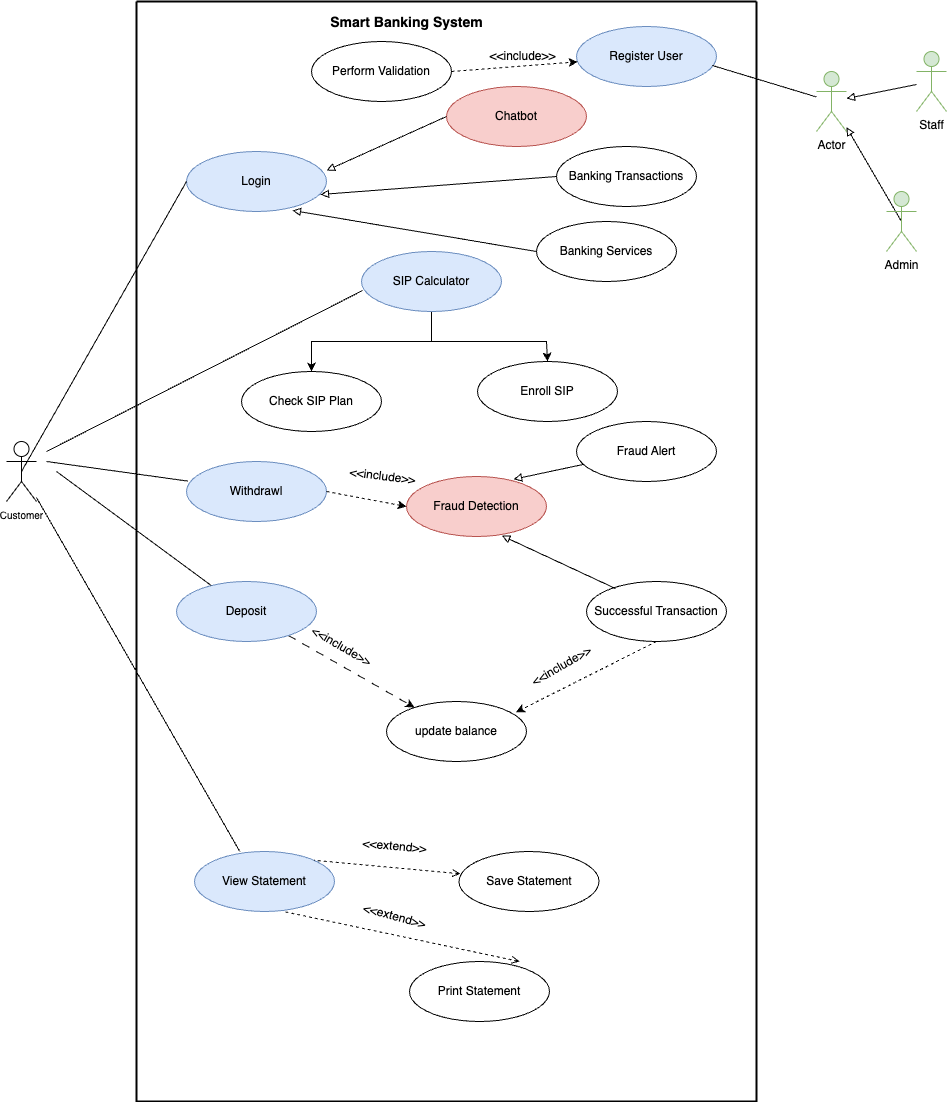 Smart Banking System
<<include>>
Register User
Perform Validation
Chatbot
Actor
Staff
Login
Banking Transactions
Banking Services
Admin
SIP Calculator
Check SIP Plan
Enroll SIP
Fraud Alert
<<include>>
Withdrawl
Fraud Detection
Customer
Deposit
Successful Transaction
<<include>>
<<include>>
update balance
<<extend>>
View Statement
Save Statement
<<extend>>
Print Statement